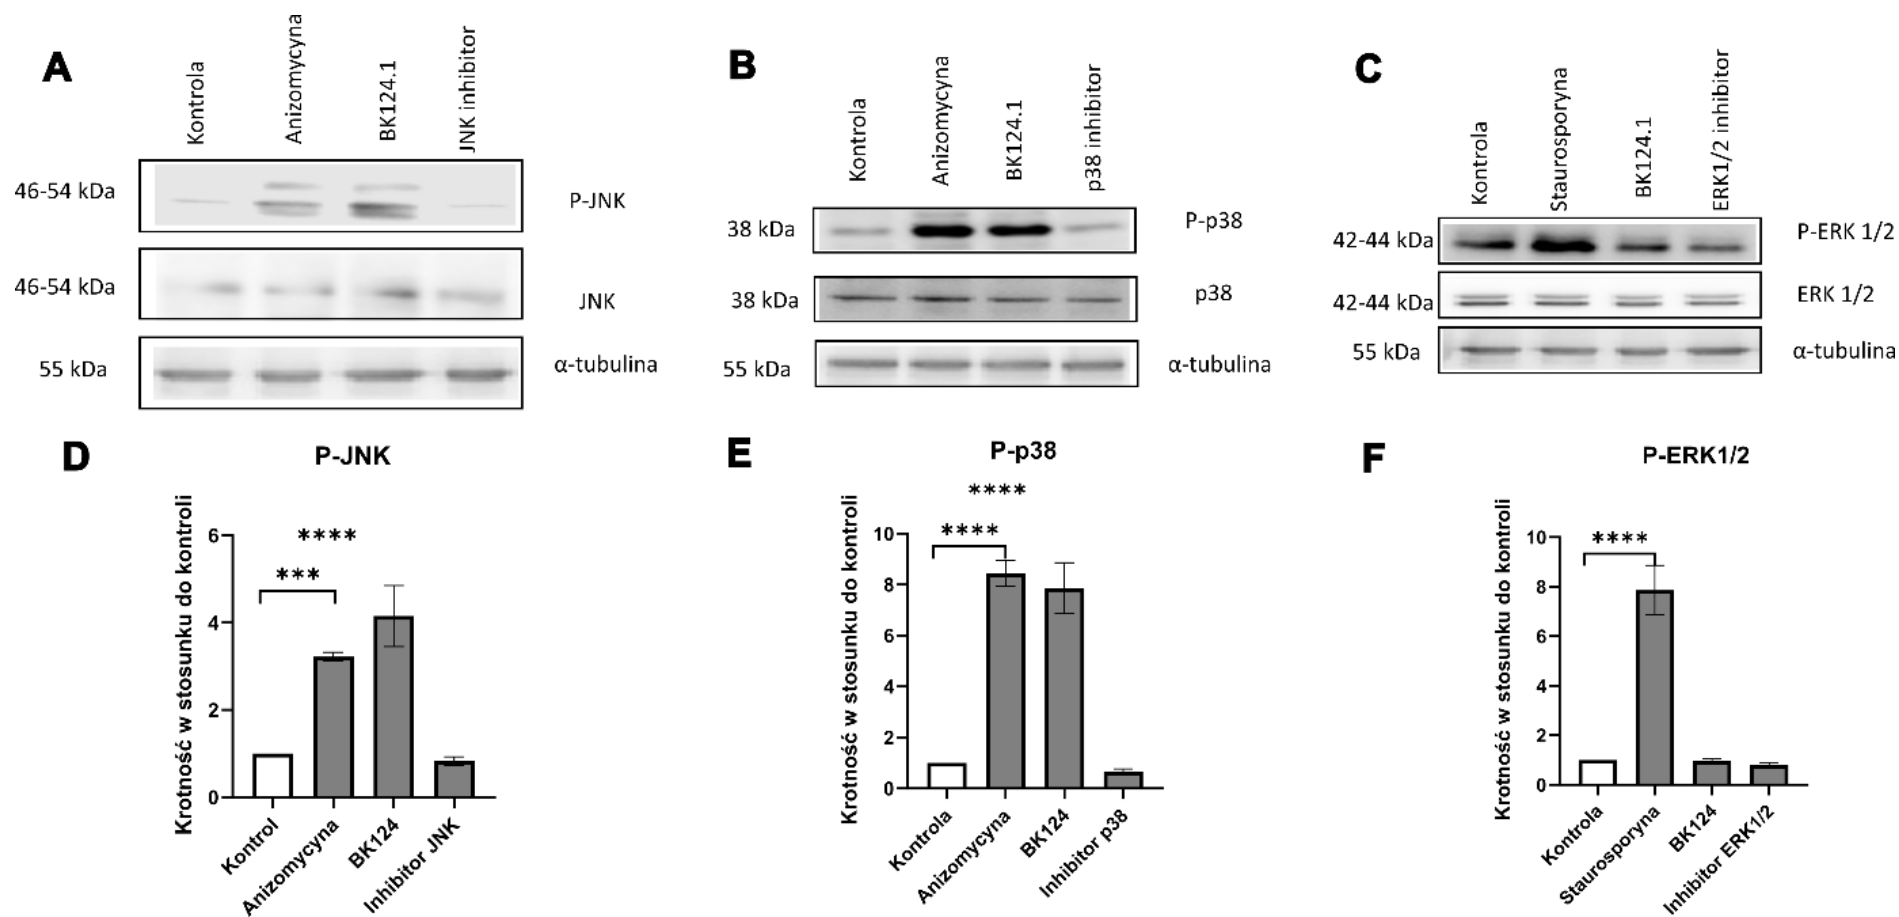 A
Kontrola
Anizomycyna
BK124.1
JNK inhibitor
46-54 kDa
P-JNK
46-54 kDa
JNK
55 kDa
α-tubulina
B
Kontrola
Anizomycyna
BK124.1
p38 inhibitor
38 kDa
P-p38
38 kDa
p38
55 kDa
α-tubulina
C
Kontrola
Staurosporyna
BK124.1
ERK1/2 inhibitor
42-44 kDa
P-ERK 1/2
42-44 kDa
ERK 1/2
55 kDa
α-tubulina
D
P-JNK
Krotność w stosunku do kontroli
6
4
2
0
****
***
Kontrol
Anizomycyna
BK124
Inhibitor JNK
E
P-p38
Krotność w stosunku do kontroli
10
8
6
4
2
0
****
****
Kontrola
Anizomycyna
BK124
Inhibitor p38
F
P-ERK1/2
Krotność w stosunku do kontroli
10
8
6
4
2
0
****
Kontrola
Staurosporyna
BK124
Inhibitor ERK1/2